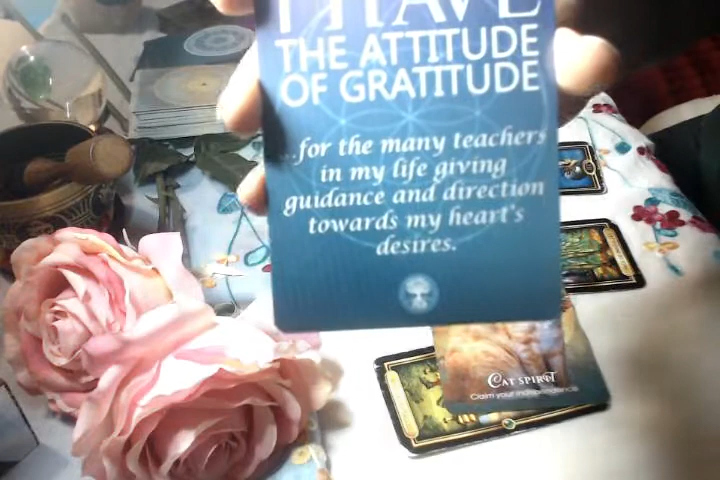 I HAVE
THE ATTITUDE
OF GRATITUDE
...for the many teachers
in my life giving
guidance and direction
towards my heart's
desires.
CAT SPIRIT
Claim your independence